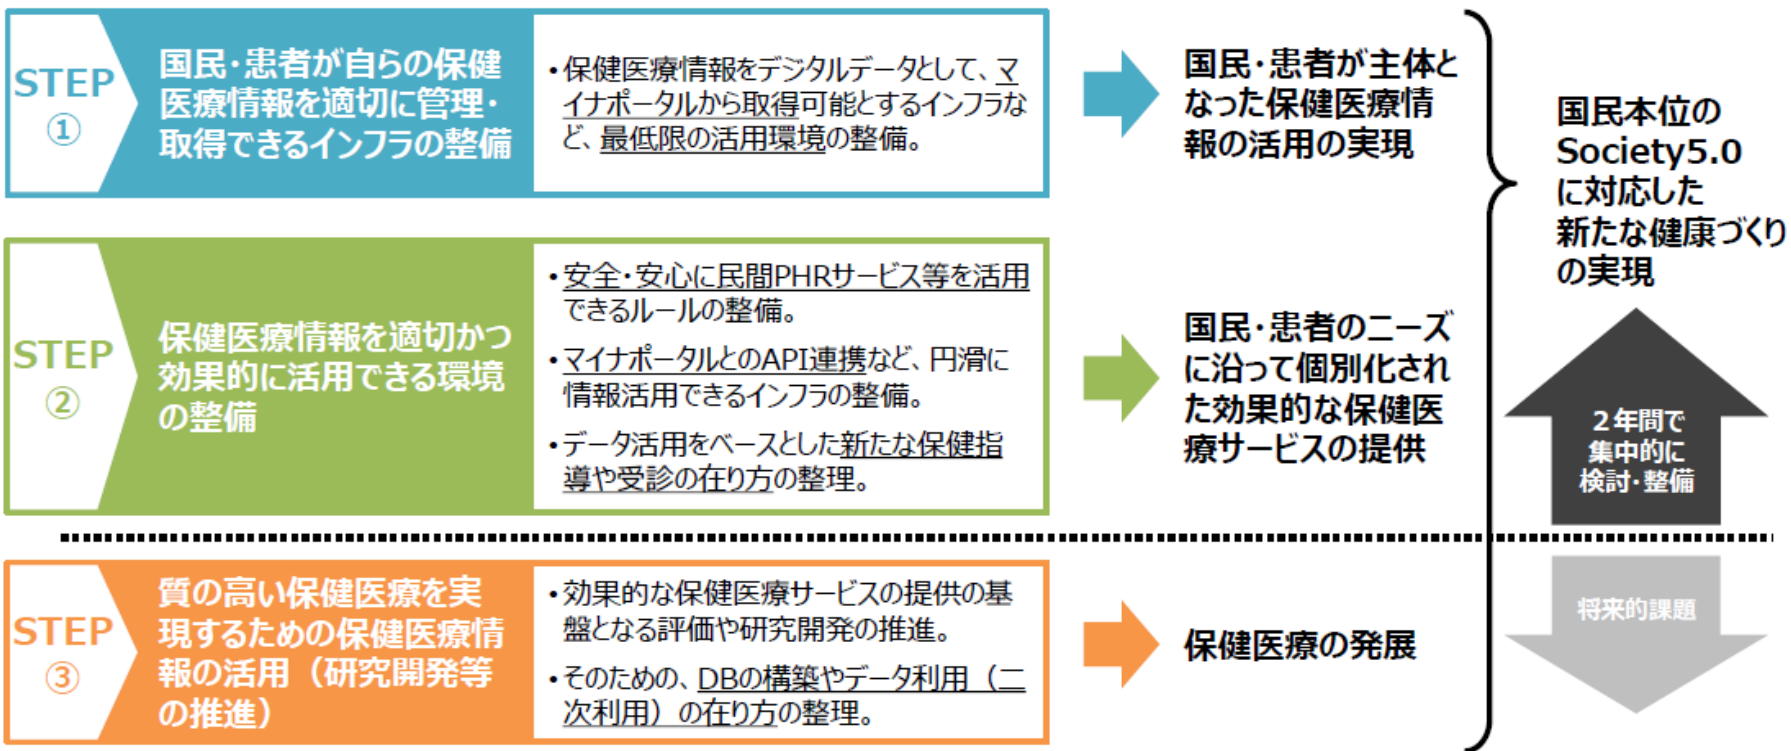 STEP
①
国民・患者が自らの保健
医療情報を適切に管理・
取得できるインフラの整備
・保健医療情報をデジタルデータとして、マ
イナポータルから取得可能とするインフラな
ど、最低限の活用環境の整備。
国民・患者が主体と
なった保健医療情
報の活用の実現
STEP
②
保健医療情報を適切かつ
効果的に活用できる環境
の整備
・安全・安心に民間PHRサービス等を活用
できるルールの整備。
・マイナポータルとのAPI連携など、円滑に
情報活用できるインフラの整備。
・データ活用をベースとした新たな保健指
導や受診の在り方の整理。
国民・患者のニーズ
に沿って個別化され
た効果的な保健医
療サービスの提供
STEP
③
質の高い保健医療を実
現するための保健医療情
報の活用（研究開発等
の推進）
・効果的な保健医療サービスの提供の基
盤となる評価や研究開発の推進。
・そのための、DBの構築やデータ利用（二
次利用）の在り方の整理。
保健医療の発展
国民本位の
Society5.0
に対応した
新たな健康づくり
の実現
２年間で
集中的に
検討・整備
将来的課題